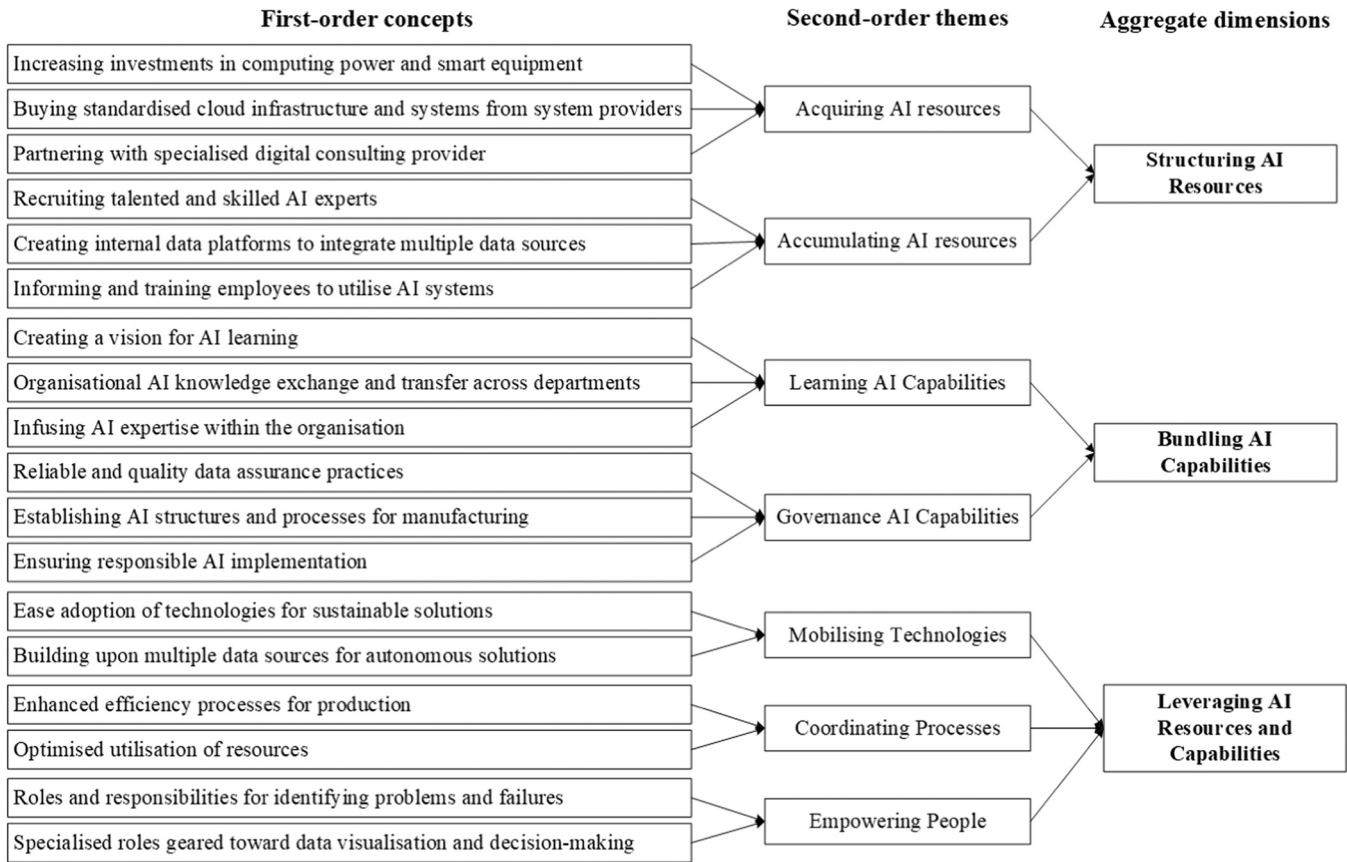 First-order concepts
Second-order themes
Aggregate dimensions
Increasing investments in computing power and smart equipment
Buying standardised cloud infrastructure and systems from system providers
Partnering with specialised digital consulting provider
Recruiting talented and skilled AI experts
Creating internal data platforms to integrate multiple data sources
Informing and training employees to utilise AI systems
Creating a vision for AI learning
Organisational AI knowledge exchange and transfer across departments
Infusing AI expertise within the organisation
Reliable and quality data assurance practices
Establishing AI structures and processes for manufacturing
Ensuring responsible AI implementation
Ease adoption of technologies for sustainable solutions
Building upon multiple data sources for autonomous solutions
Enhanced efficiency processes for production
Optimised utilisation of resources
Roles and responsibilities for identifying problems and failures
Specialised roles geared toward data visualisation and decision-making
Acquiring AI resources
Accumulating AI resources
Learning AI Capabilities
Governance AI Capabilities
Mobilising Technologies
Coordinating Processes
Empowering People
Structuring AI
Resources
Bundling AI
Capabilities
Leveraging AI
Resources and
Capabilities